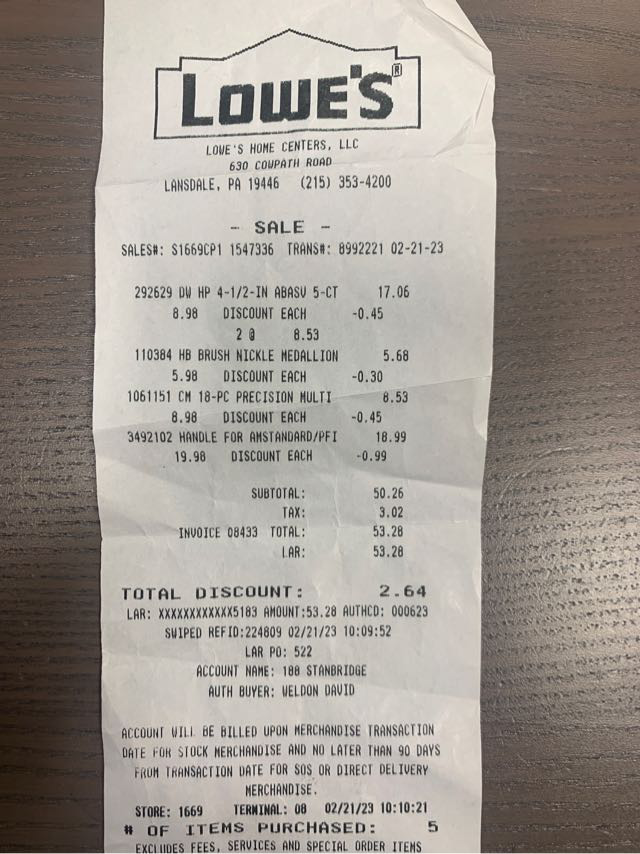 LOWE'S®
LOWE'S HOME CENTERS, LLC
630 COWPATH ROAD
LANSDALE, PA 19446 (215) 353-4200
- SALE -
SALES#: S1669CP1 1547336 TRANS#: 8992221 02-21-23
292629 DW HP 4-1/2-IN ABASV 5-CT 17.06
8.98 DISCOUNT EACH -0.45
2 @ 8.53
110384 HB BRUSH NICKLE MEDALLION 5.68
5.98 DISCOUNT EACH -0.30
1061151 CM 18-PC PRECISION MULTI 8.53
8.98 DISCOUNT EACH -0.45
3492102 HANDLE FOR AMSTANDARD/PFI 18.99
19.98 DISCOUNT EACH -0.99
SUBTOTAL: 50.26
TAX: 3.02
INVOICE 08433 TOTAL: 53.28
LAR: 53.28
TOTAL DISCOUNT: 2.64
LAR: XXXXXXXXXXXX5183 AMOUNT:53.28 AUTHCD: 000623
SWIPED REFID:224809 02/21/23 10:09:52
LAR PO: 522
ACCOUNT NAME: 188 STANBRIDGE
AUTH BUYER: WELDON DAVID
ACCOUNT WILL BE BILLED UPON MERCHANDISE TRANSACTION
DATE FOR STOCK MERCHANDISE AND NO LATER THAN 90 DAYS
FROM TRANSACTION DATE FOR SOS OR DIRECT DELIVERY
MERCHANDISE.
STORE: 1669 TERMINAL: 08 02/21/23 10:10:21
# OF ITEMS PURCHASED: 5
EXCLUDES FEES, SERVICES AND SPECIAL ORDER ITEMS